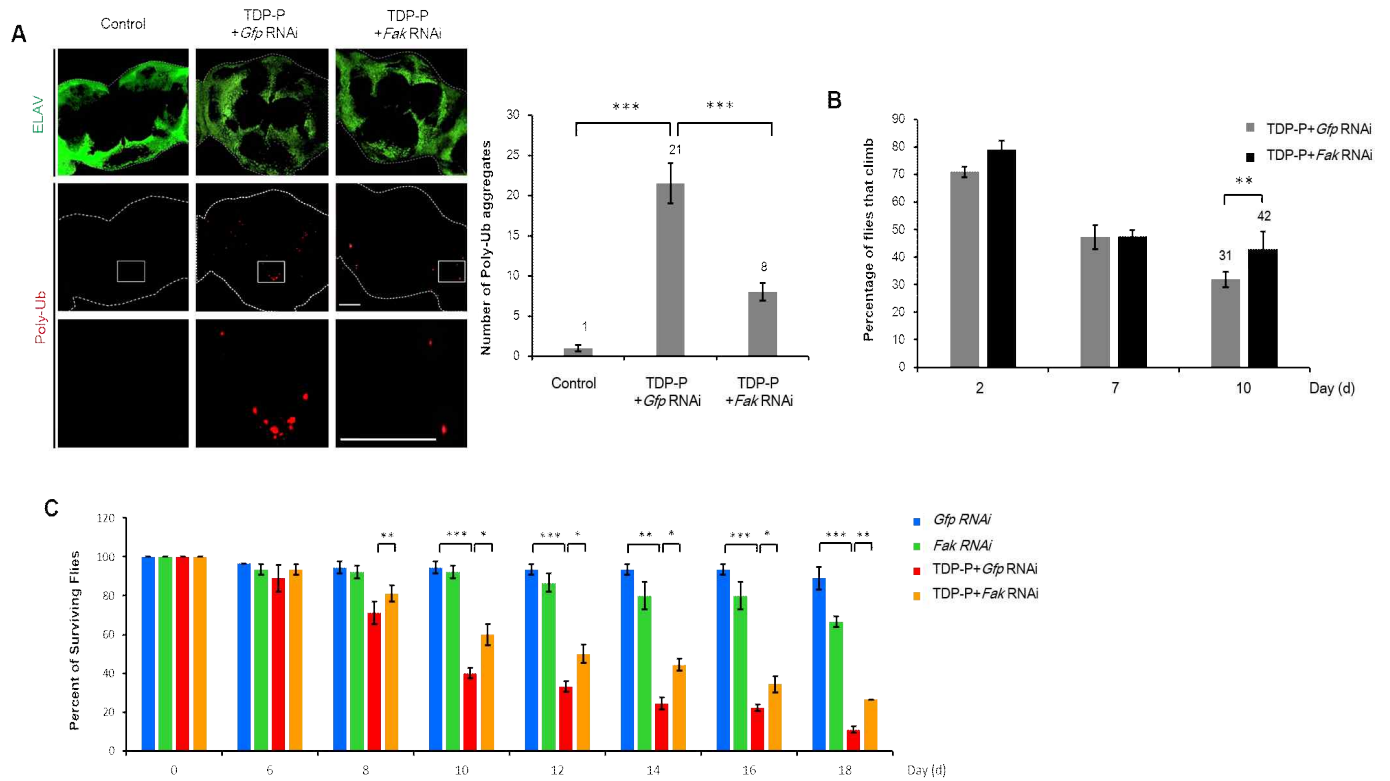 A
Control
TDP-P
+Gfp RNAi
TDP-P
+Fak RNAi
ELAV
Poly-Ub
Number of Poly-Ub aggregates
30
25
20
15
10
5
0
***
***
1
21
8
Control
TDP-P
+Gfp RNAi
TDP-P
+Fak RNAi
B
Percentage of flies that climb
90
80
70
60
50
40
30
20
10
0
TDP-P+Gfp RNAi
TDP-P+Fak RNAi
**
31
42
2
7
10
Day (d)
C
Percent of Surviving Flies
120
100
80
60
40
20
0
**
***
*
***
*
**
*
***
*
***
**
0
6
8
10
12
14
16
18
Day (d)
Gfp RNAi
Fak RNAi
TDP-P+Gfp RNAi
TDP-P+Fak RNAi